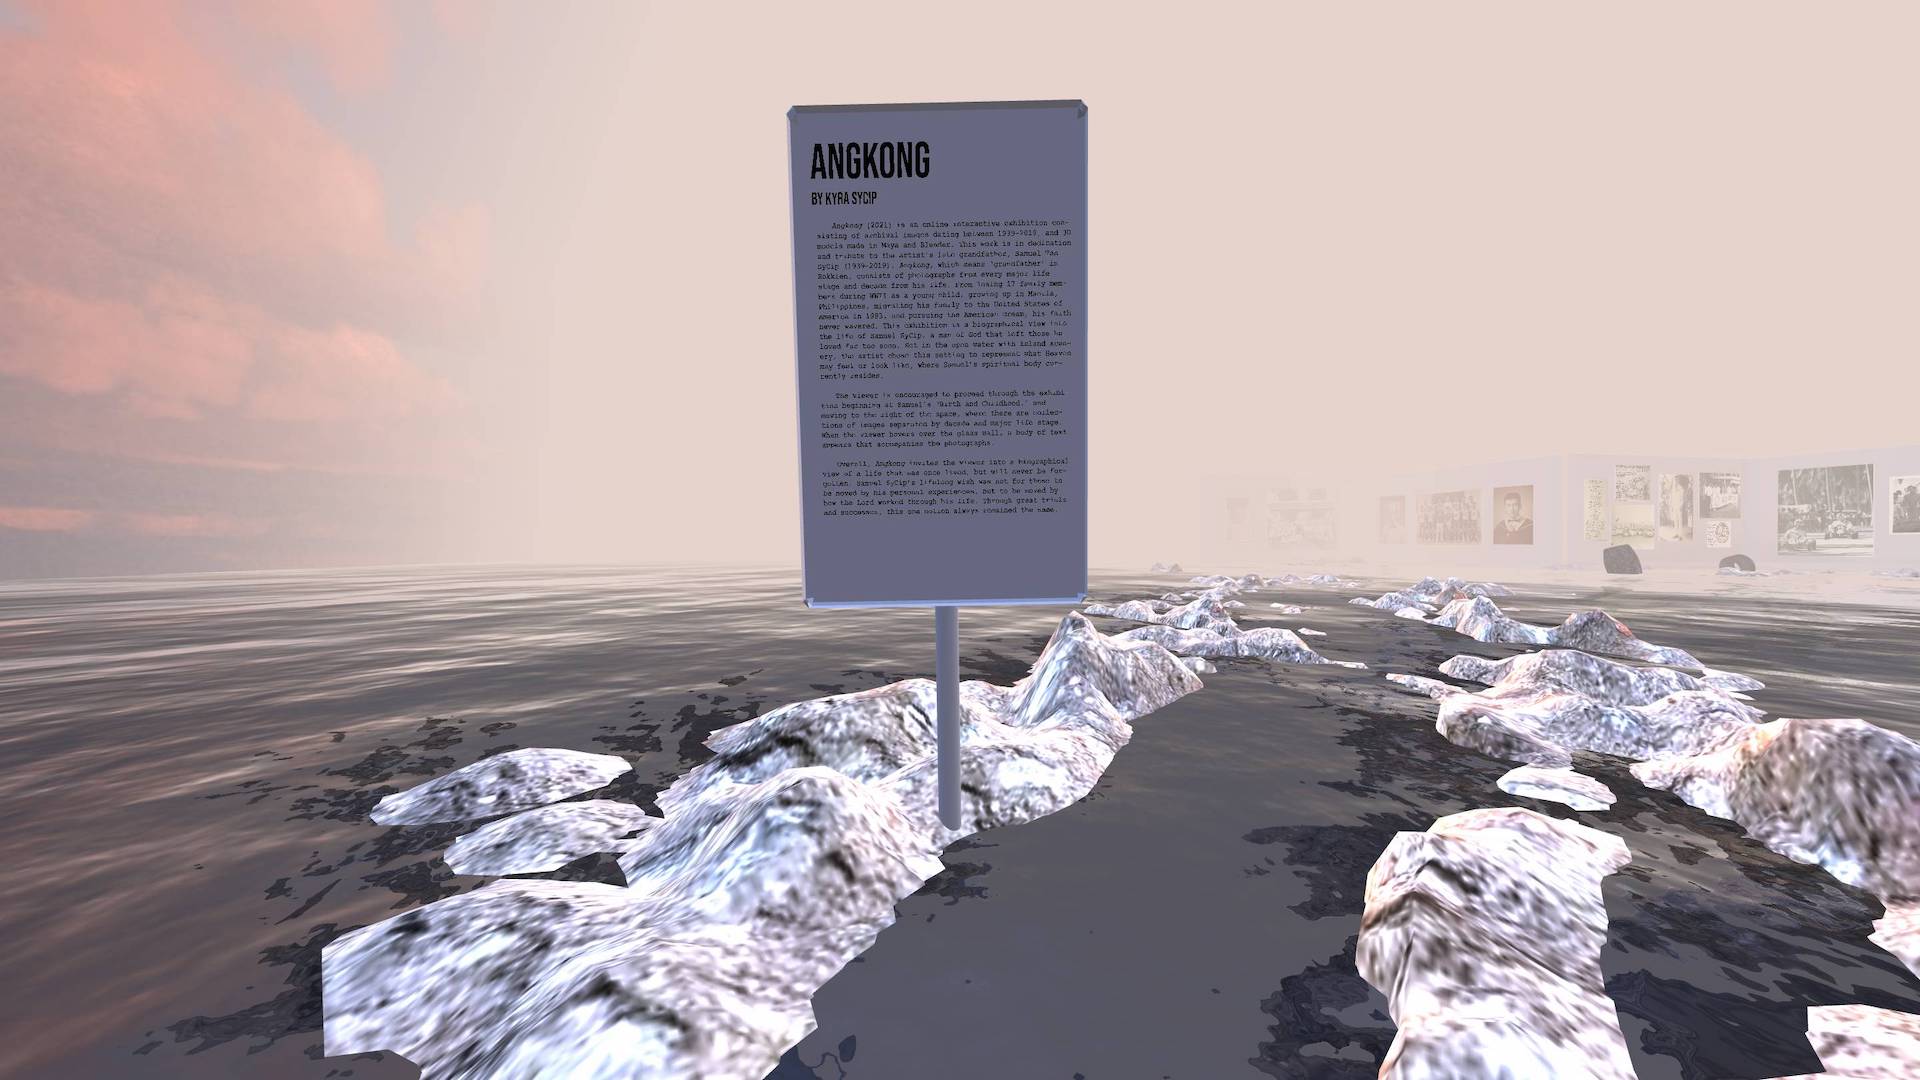 ANGKONG
BY KYRA SYCIP
Angkong (2021) is an online interactive exhibition con-
sisting of archival images dating between 1939-2019, and 3D
models made in Maya and Blender. This work is in dedication
and tribute to the artist's late grandfather, Samuel Tan
SyCip (1939-2019). Angkong, which means 'grandfather' in
Hokkien, consists of photographs from every major life
stage and decade from his life. From losing 17 family mem-
bers during WWII as a young child, growing up in Manila,
Philippines, migrating his family to the United States of
America in 1983, and pursuing the American dream, his faith
never wavered. This exhibition is a biographical view into
the life of Samuel SyCip, a man of God that left those he
loved far too soon. Set in the open water with island scen-
ery, the artist chose this setting to represent what Heaven
may feel or look like, where Samuel's spiritual body cur-
rently resides.
The viewer is encouraged to proceed through the exhibi
tion beginning at Samuel's 'Birth and Childhood,' and
moving to the right of the space, where there are collec-
tions of images separated by decade and major life stage.
When the viewer hovers over the glass wall, a body of text
appears that accompanies the photographs.
Overall, Angkong invites the viewer into a biographical
view of a life that was once lived, but will never be for-
gotten. Samuel SyCip's lifelong wish was not for those to
be moved by his personal experiences, but to be moved by
how the Lord worked through his life. Through great trials
and successes, this one notion always remained the same.